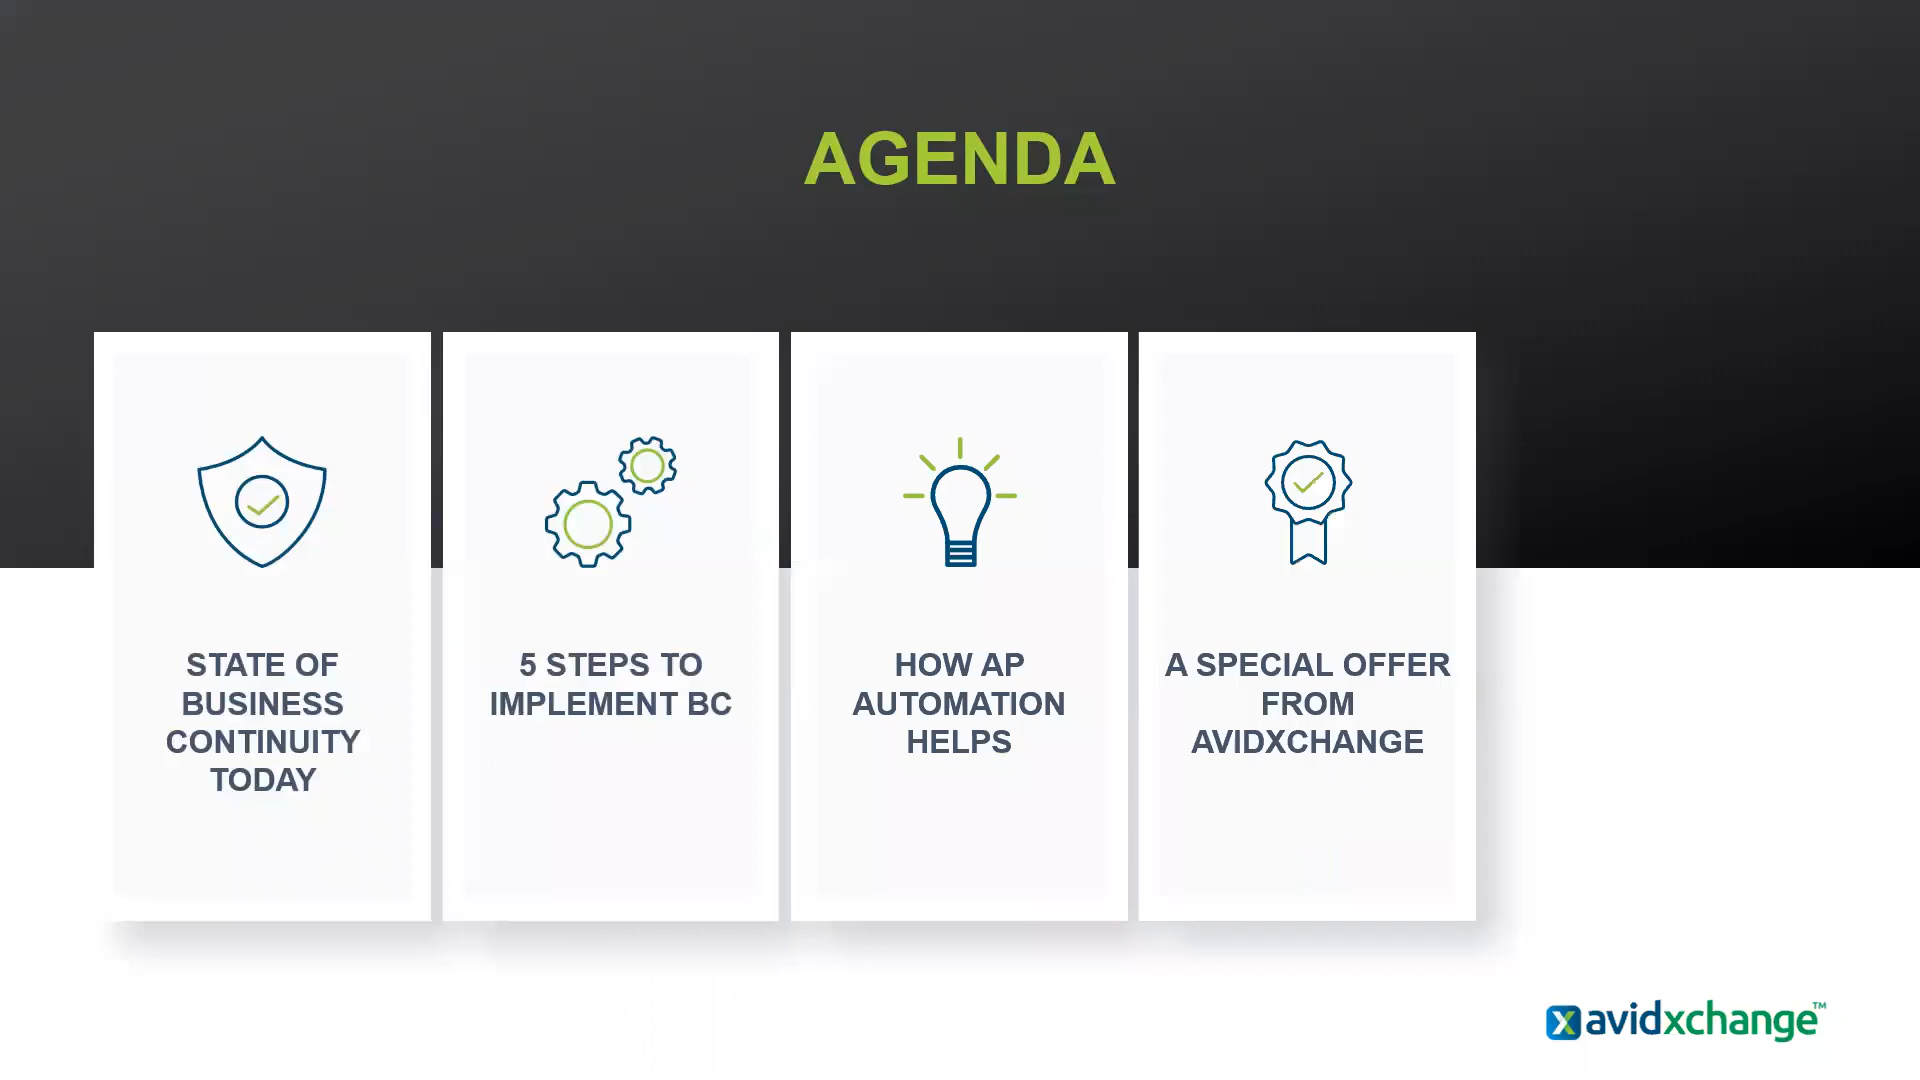 AGENDA
STATE OF
BUSINESS
CONTINUITY
TODAY
5 STEPS TO
IMPLEMENT BC
HOW AP
AUTOMATION
HELPS
A SPECIAL OFFER
FROM
AVIDXCHANGE
x avidxchange™